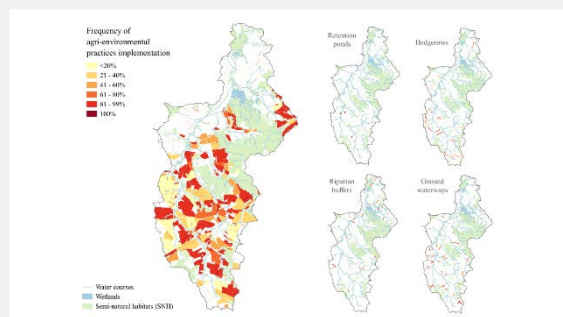 Frequency of
agri-environmental
practices implementation
<20%
21 - 40%
41 - 60%
61 - 80%
81 - 99%
100%
Water courses
Wetlands
Semi-natural habitats (SNH)
Retention
ponds
Hedgerows
Riparian
buffers
Grassed
waterways